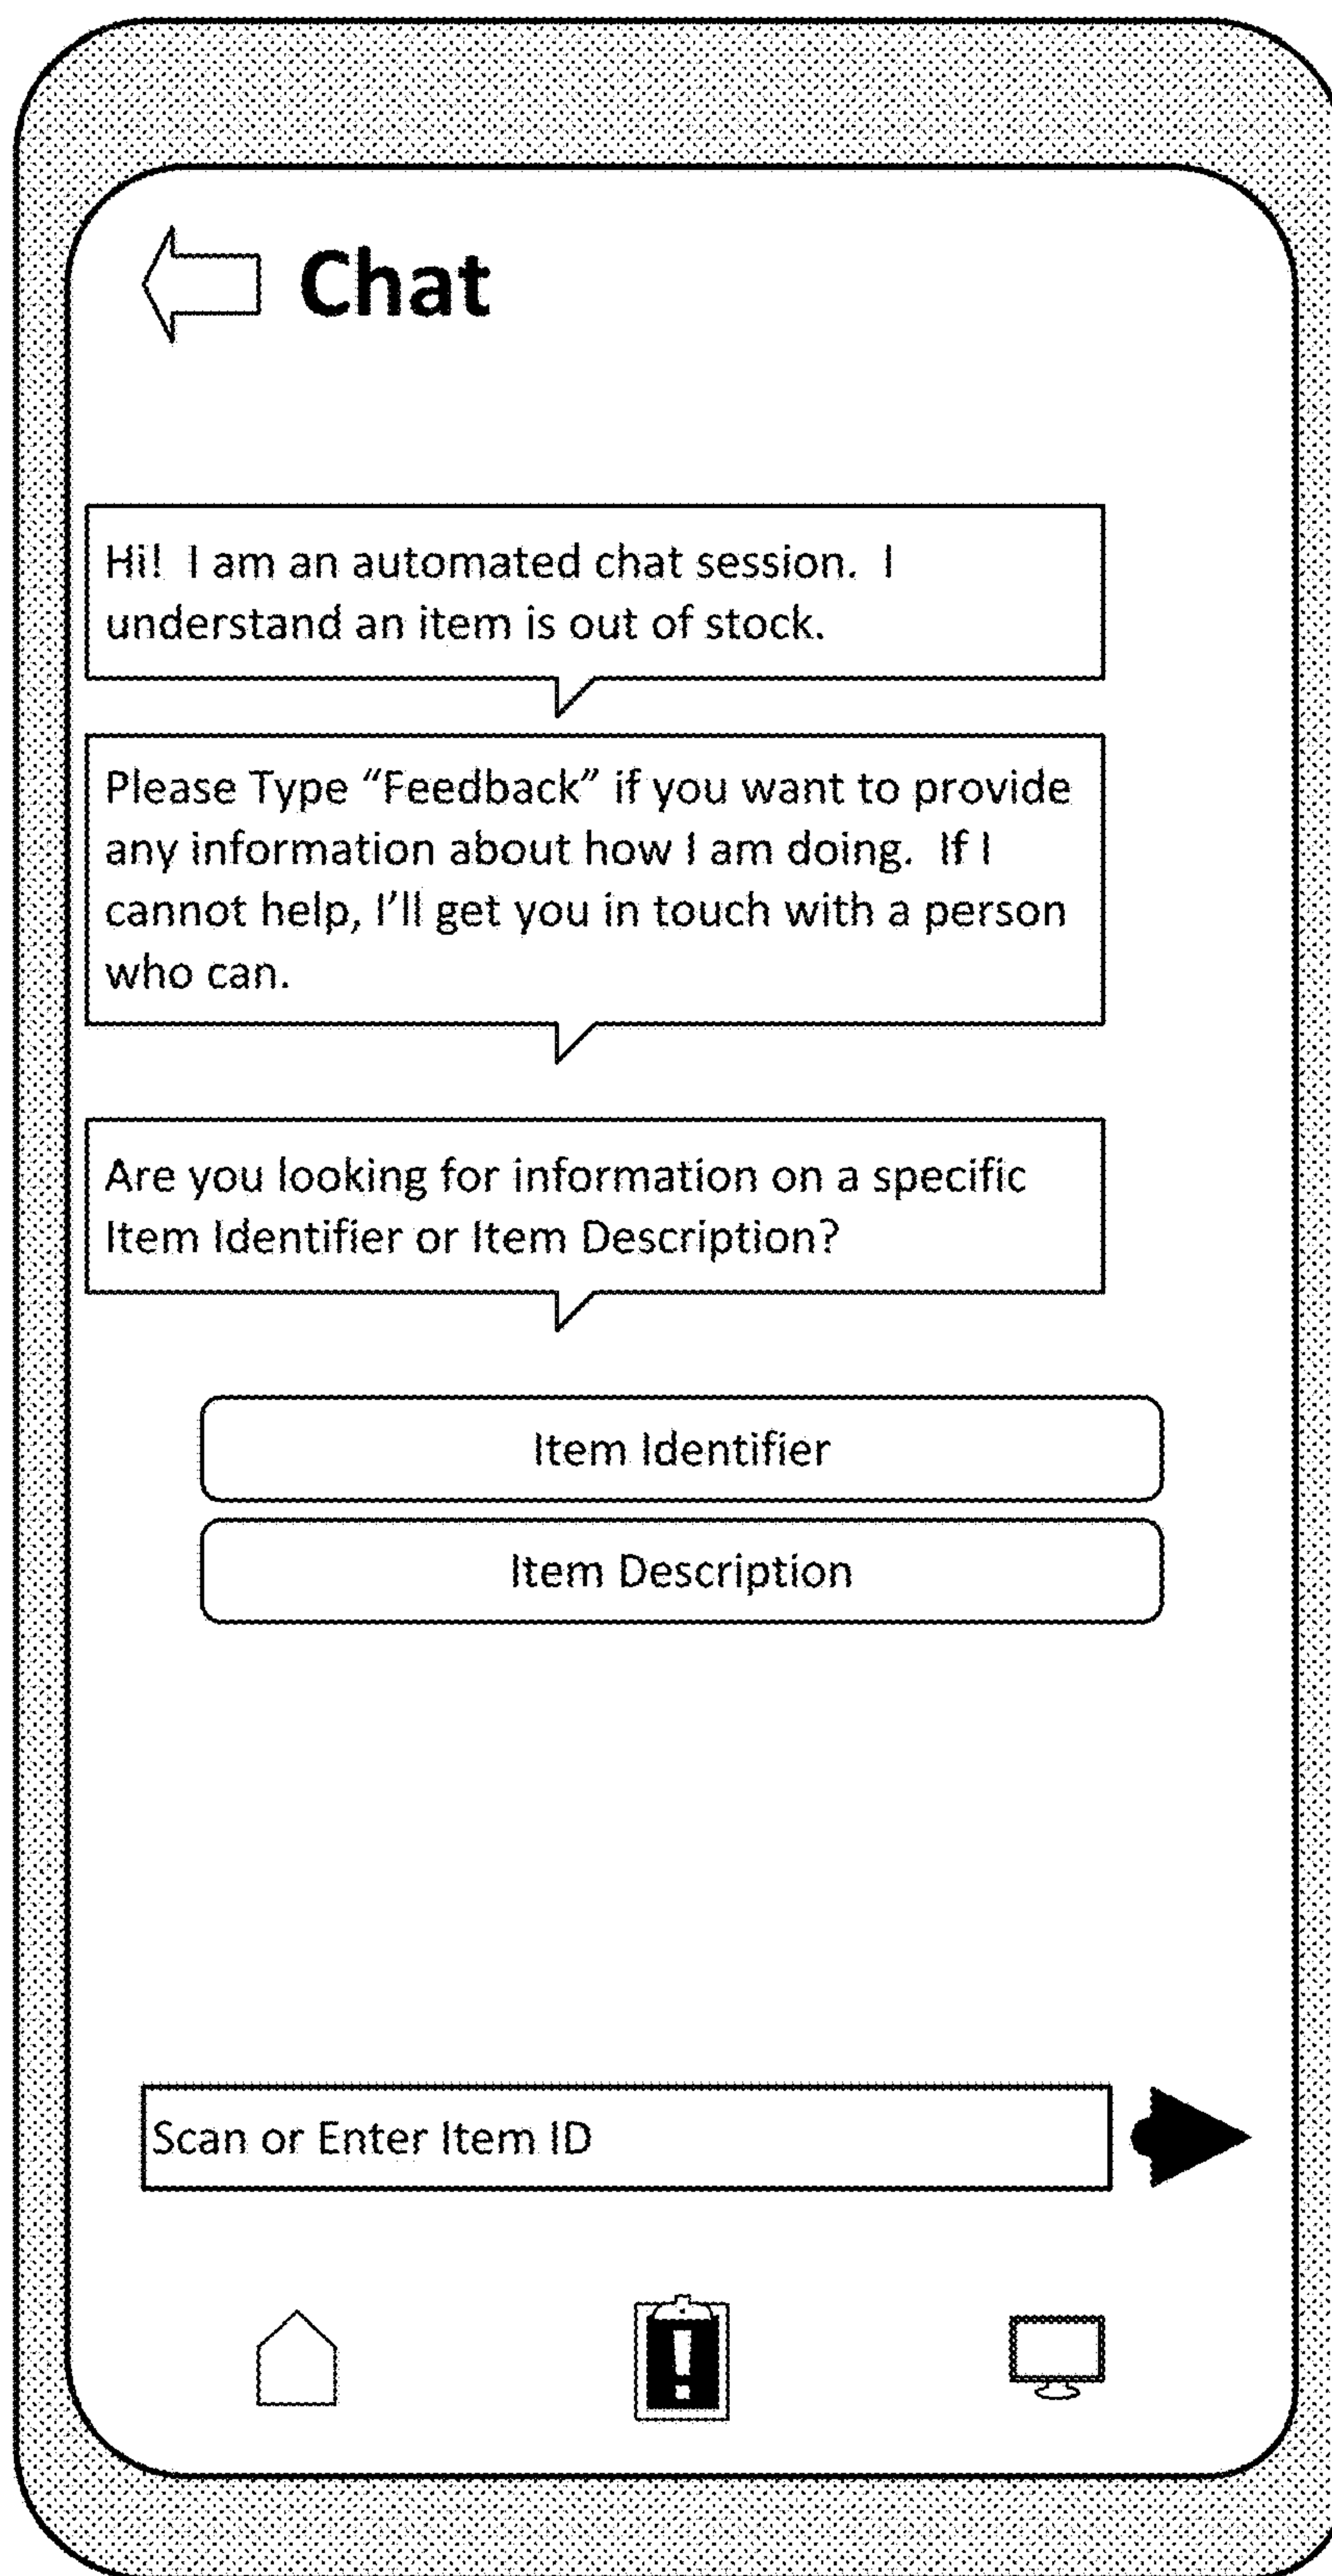 Chat
Hi!  I am an automated chat session.  I
understand an item is out of stock.
Please Type “Feedback” if you want to provide
any information about how I am doing.  If I
cannot help, I’ll get you in touch with a person
who can.
Are you looking for information on a specific
Item Identifier or Item Description?
Item Identifier
Item Description
Scan or Enter Item ID
!